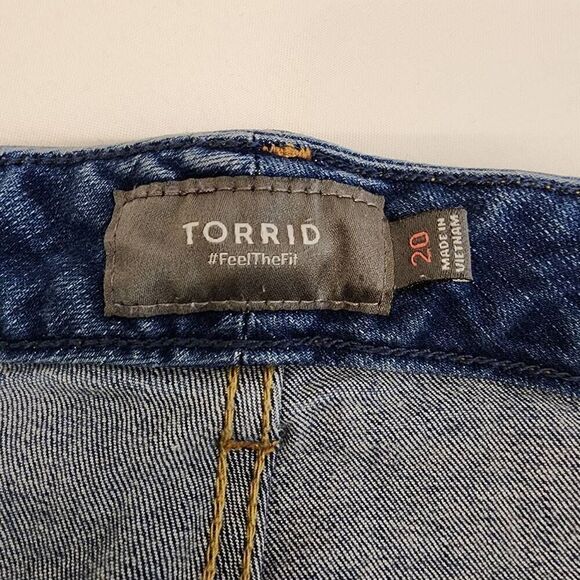 TORRID
#FeelTheFit
20
MADE IN
VIETNAM